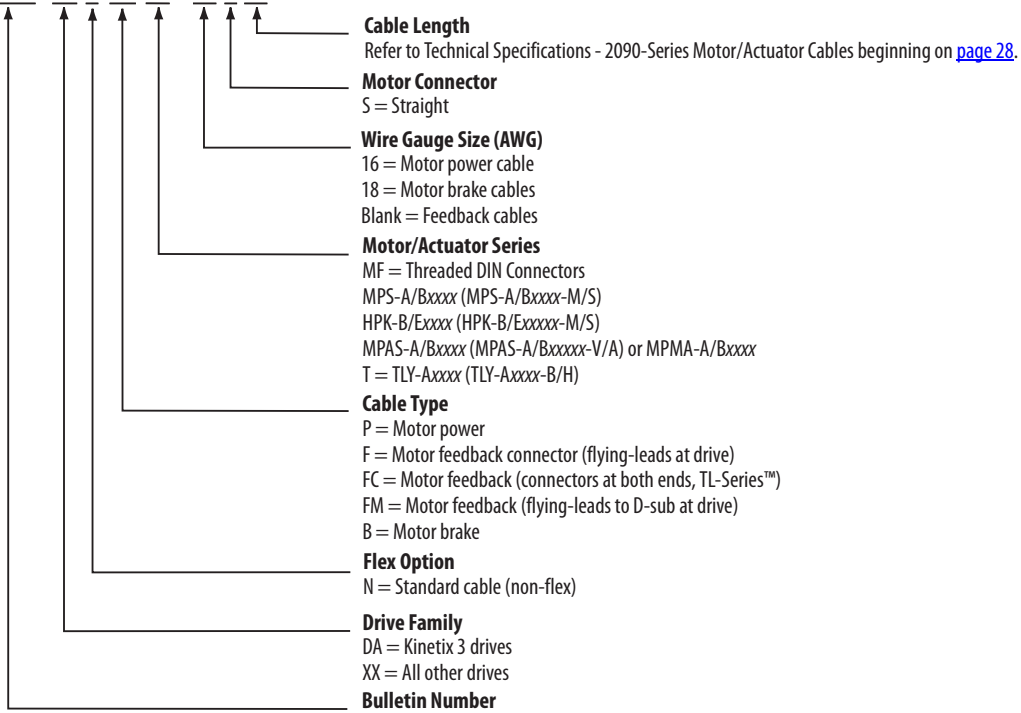 Cable Length
Refer to Technical Specifications - 2090-Series Motor/Actuator Cables beginning on page 28.
Motor Connector
S = Straight
Wire Gauge Size (AWG)
16 = Motor power cable
18 = Motor brake cables
Blank = Feedback cables
Motor/Actuator Series
MF = Threaded DIN Connectors
MPS-A/Bxxxx (MPS-A/Bxxxx-M/S)
HPK-B/Exxxx (HPK-B/Exxxxx-M/S)
MPAS-A/Bxxxx (MPAS-A/Bxxxxx-V/A) or MPMA-A/Bxxxx
T = TLY-Axxxx (TLY-Axxxx-B/H)
Cable Type
P = Motor power
F = Motor feedback connector (flying-leads at drive)
FC = Motor feedback (connectors at both ends, TL-Series™)
FM = Motor feedback (flying-leads to D-sub at drive)
B = Motor brake
Flex Option
N = Standard cable (non-flex)
Drive Family
DA = Kinetix 3 drives
XX = All other drives
Bulletin Number